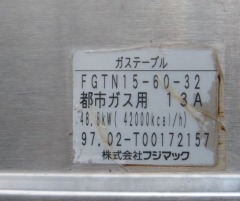 ガステーブル
FGTN15-60-32
都市ガス用 13A
48.8kW( 42000kcal/h)
97.02-T00172157
株式会社フジマック